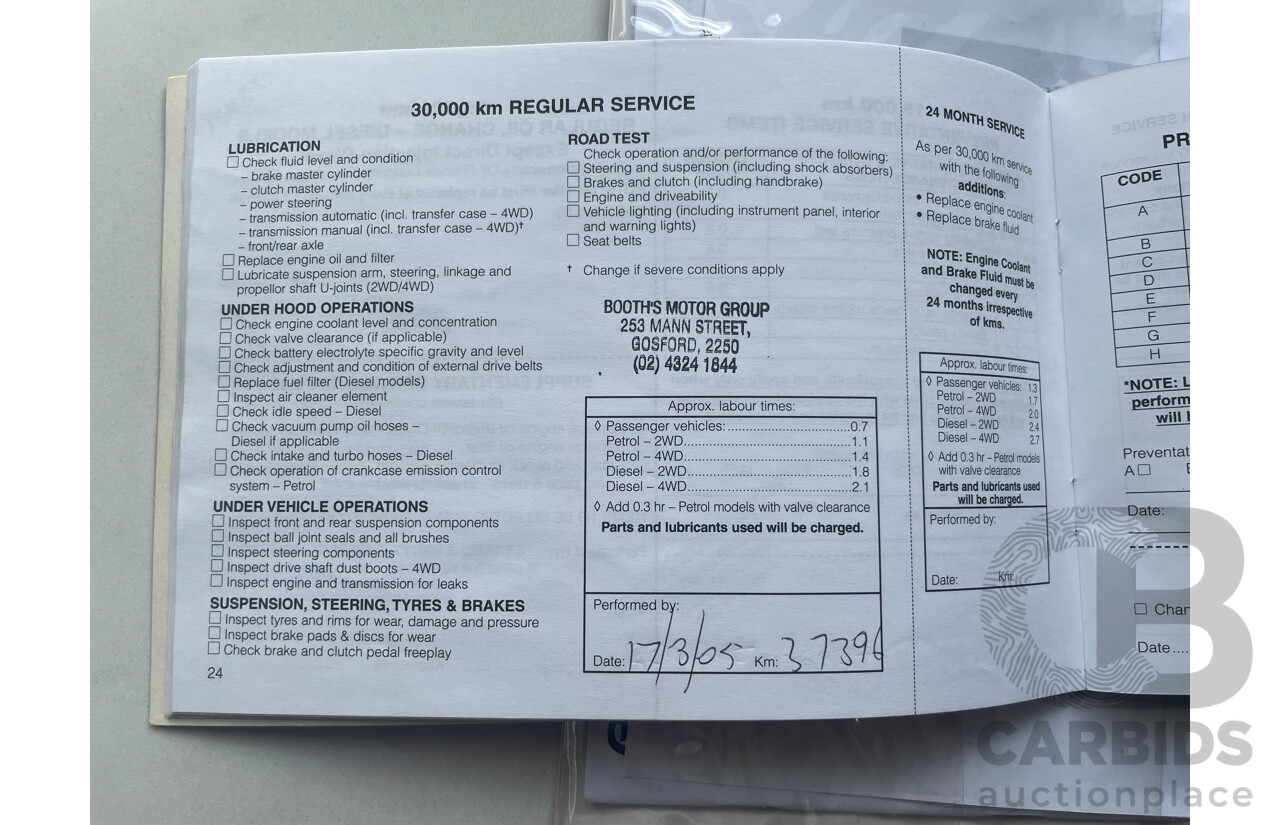 30,000 km REGULAR SERVICE
LUBRICATION
☐ Check fluid level and condition
– brake master cylinder
– clutch master cylinder
– power steering
– transmission automatic (incl. transfer case – 4WD)
– transmission manual (incl. transfer case – 4WD)†
– front/rear axle
☐ Replace engine oil and filter
☐ Lubricate suspension arm, steering, linkage and
propellor shaft U-joints (2WD/4WD)
UNDER HOOD OPERATIONS
☐ Check engine coolant level and concentration
☐ Check valve clearance (if applicable)
☐ Check battery electrolyte specific gravity and level
☐ Check adjustment and condition of external drive belts
☐ Replace fuel filter (Diesel models)
☐ Inspect air cleaner element
☐ Check idle speed – Diesel
☐ Check vacuum pump oil hoses –
Diesel if applicable
☐ Check intake and turbo hoses – Diesel
☐ Check operation of crankcase emission control
system – Petrol
UNDER VEHICLE OPERATIONS
☐ Inspect front and rear suspension components
☐ Inspect ball joint seals and all brushes
☐ Inspect steering components
☐ Inspect drive shaft dust boots – 4WD
☐ Inspect engine and transmission for leaks
SUSPENSION, STEERING, TYRES & BRAKES
☐ Inspect tyres and rims for wear, damage and pressure
☐ Inspect brake pads & discs for wear
☐ Check brake and clutch pedal freeplay
24
ROAD TEST
Check operation and/or performance of the following:
☐ Steering and suspension (including shock absorbers)
☐ Brakes and clutch (including handbrake)
☐ Engine and driveability
☐ Vehicle lighting (including instrument panel, interior
and warning lights)
☐ Seat belts
† Change if severe conditions apply
BOOTH'S MOTOR GROUP
253 MANN STREET,
GOSFORD, 2250
(02) 4324 1844
Approx. labour times:
◊ Passenger vehicles:..............................0.7
Petrol – 2WD..........................................1.1
Petrol – 4WD..........................................1.4
Diesel – 2WD.........................................1.8
Diesel – 4WD.........................................2.1
◊ Add 0.3 hr – Petrol models with valve clearance
Parts and lubricants used will be charged.
Performed by:
Date: 17/3/05 Km: 37396
24 MONTH SERVICE
As per 30,000 km service
with the following
additions:
• Replace engine coolant
• Replace brake fluid
NOTE: Engine Coolant
and Brake Fluid must be
changed every
24 months irrespective
of kms.
Approx. labour times:
◊ Passenger vehicles: 1.3
Petrol – 2WD 1.7
Petrol – 4WD 2.0
Diesel – 2WD 2.4
Diesel – 4WD 2.7
◊ Add 0.3 hr – Petrol models
with valve clearance
Parts and lubricants used
will be charged.
Performed by:
Date: Km:
PR
CODE
A
B
C
D
E
F
G
H
*NOTE: L
perform
will
Preventat
A ☐
Date:
☐ Chan
Date....
CB
CARBIDS
auctionplace